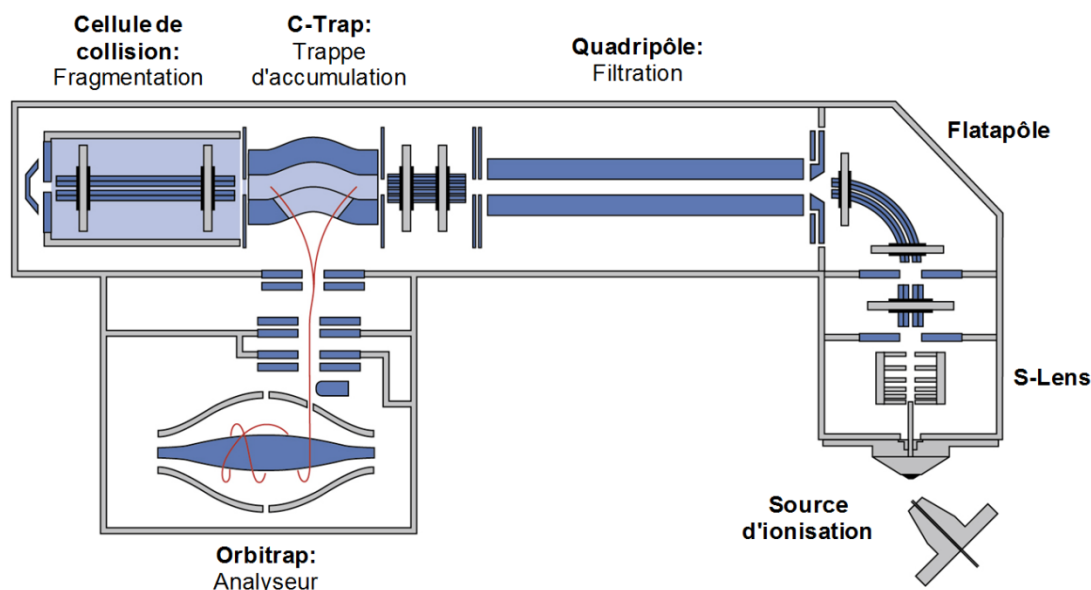 Cellule de
collision:
Fragmentation
C-Trap:
Trappe
d'accumulation
Quadripôle:
Filtration
Flatapôle
S-Lens
Source
d'ionisation
Orbitrap:
Analyseur